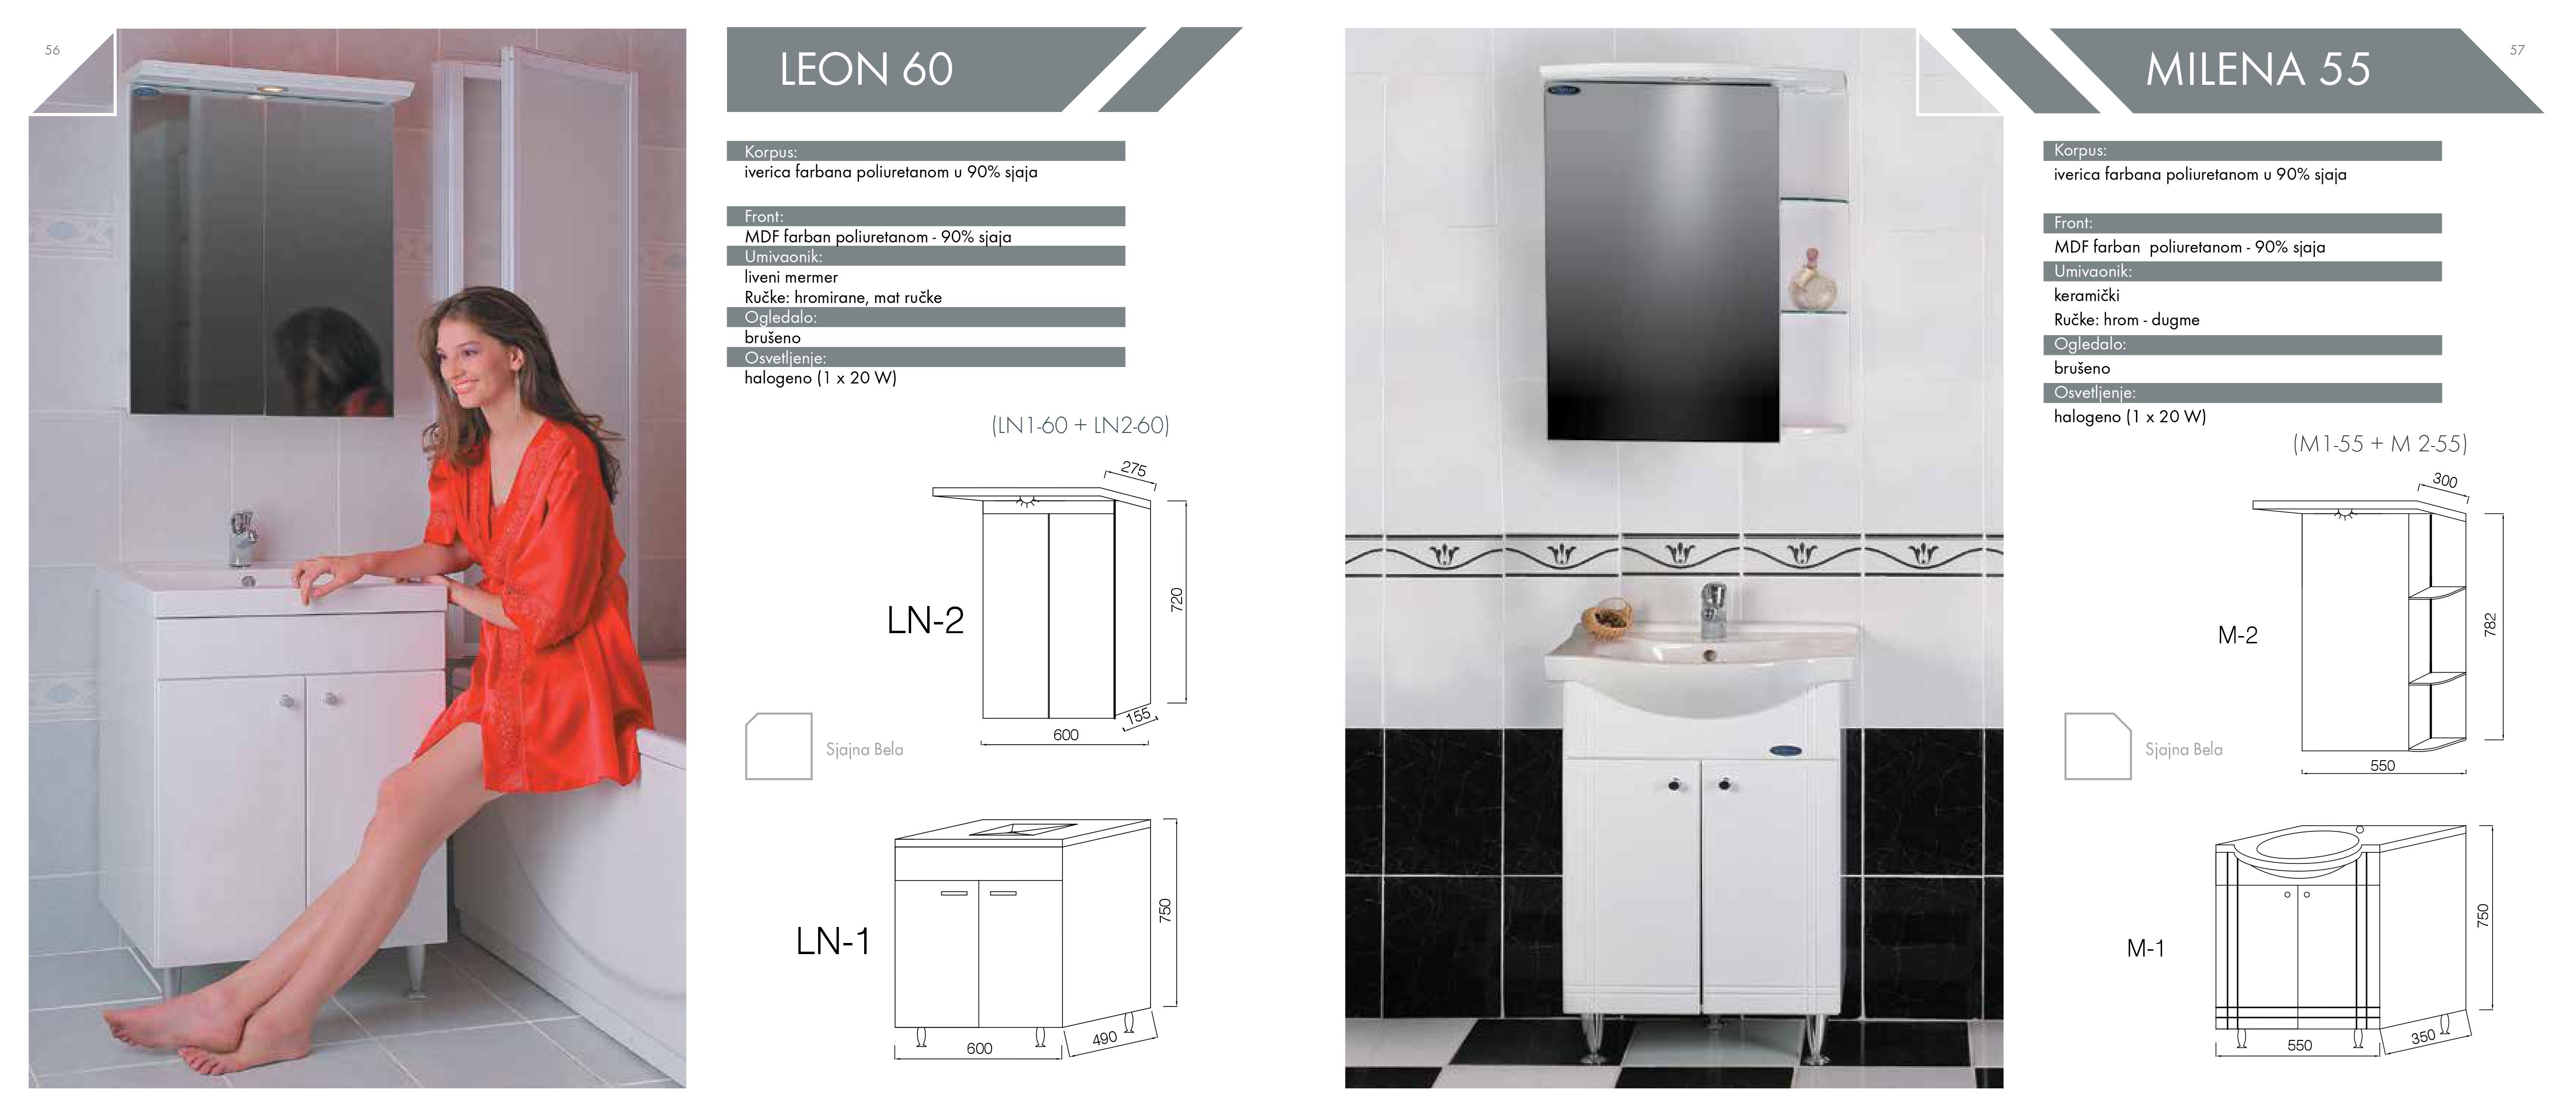 56
LEON 60
Korpus:
iverica farbana poliuretanom u 90% sjaja
Front:
MDF farban poliuretanom - 90% sjaja
Umivaonik:
liveni mermer
Ručke: hromirane, mat ručke
Ogledalo:
brušeno
Osvetljenje:
halogeno (1 x 20 W)
(LN1-60 + LN2-60)
275
720
LN-2
155
600
Sjajna Bela
LN-1
750
490
600
MILENA 55
57
Korpus:
iverica farbana poliuretanom u 90% sjaja
Front:
MDF farban  poliuretanom - 90% sjaja
Umivaonik:
keramički
Ručke: hrom - dugme
Ogledalo:
brušeno
Osvetljenje:
halogeno (1 x 20 W)
(M1-55 + M 2-55)
300
782
M-2
550
Sjajna Bela
M-1
750
350
550